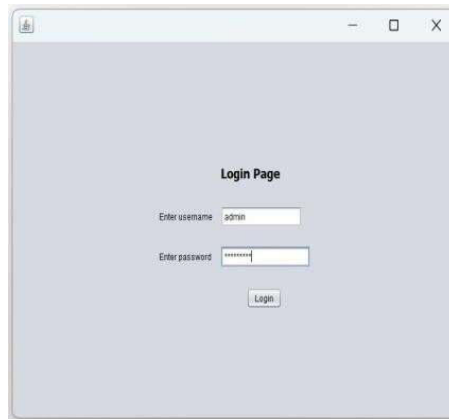 Login Page
Enter username admin
Enter password *********
Login